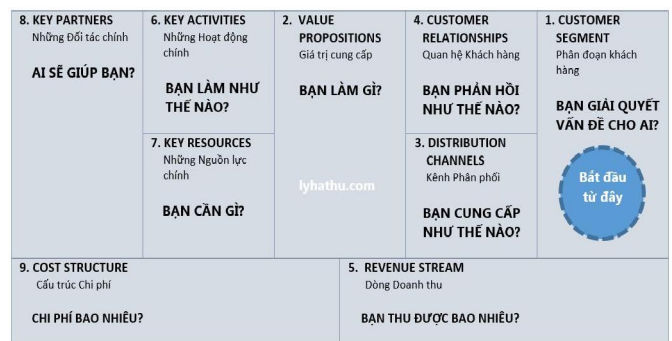 8. KEY PARTNERS
Những Đối tác chính
AI SẼ GIÚP BẠN?
6. KEY ACTIVITIES
Những Hoạt động
chính
BẠN LÀM NHƯ
THẾ NÀO?
7. KEY RESOURCES
Những Nguồn lực
chính
BẠN CẦN GÌ?
2. VALUE
PROPOSITIONS
Giá trị cung cấp
BẠN LÀM GÌ?
lyhathu.com
4. CUSTOMER
RELATIONSHIPS
Quan hệ Khách hàng
BẠN PHẢN HỒI
NHƯ THẾ NÀO?
3. DISTRIBUTION
CHANNELS
Kênh Phân phối
BẠN CUNG CẤP
NHƯ THẾ NÀO?
1. CUSTOMER
SEGMENT
Phân đoạn khách
hàng
BẠN GIẢI QUYẾT
VẤN ĐỀ CHO AI?
Bắt đầu
từ đây
9. COST STRUCTURE
Cấu trúc Chi phí
CHI PHÍ BAO NHIÊU?
5. REVENUE STREAM
Dòng Doanh thu
BẠN THU ĐƯỢC BAO NHIÊU?